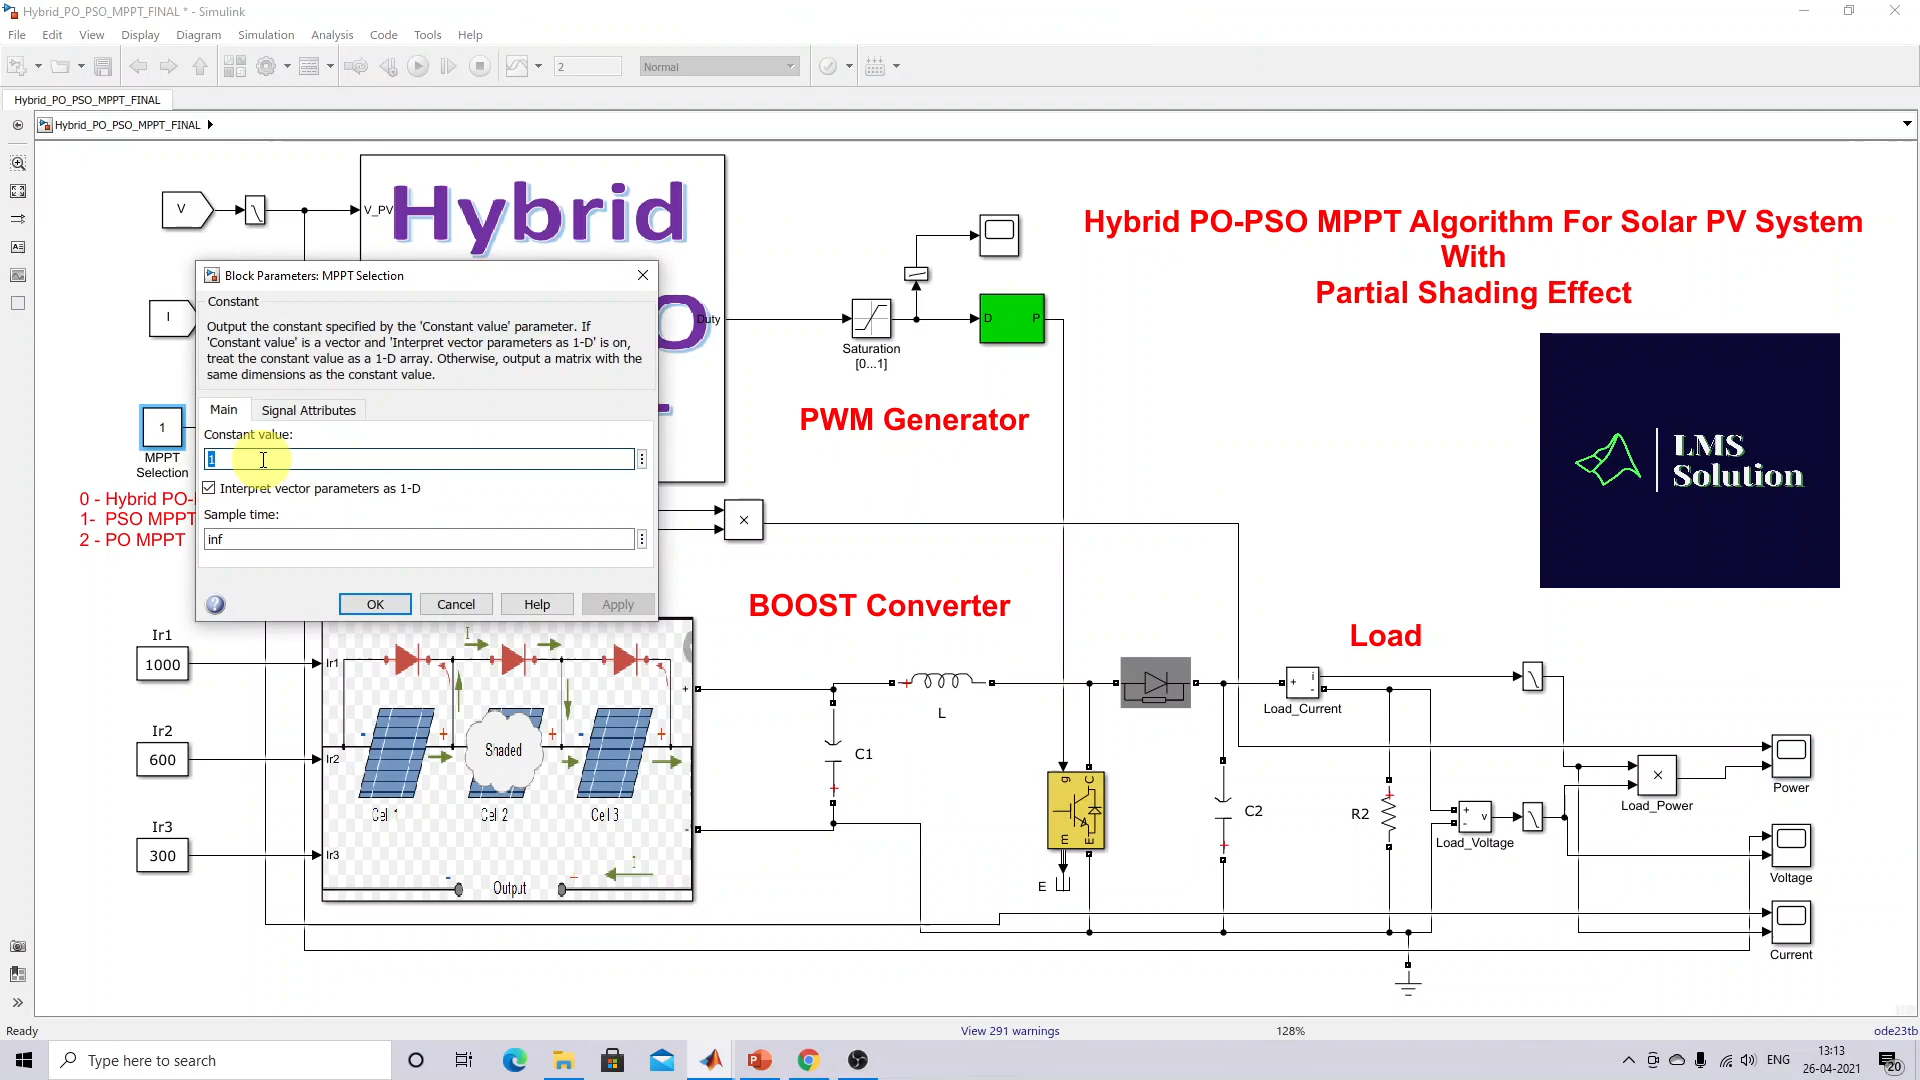 Hybrid_PO_PSO_MPPT_FINAL * - Simulink
File Edit View Display Diagram Simulation Analysis Code Tools Help
2
Normal
Hybrid_PO_PSO_MPPT_FINAL
Hybrid_PO_PSO_MPPT_FINAL
V
V_PV
Hybrid
Hybrid PO-PSO MPPT Algorithm For Solar PV System
With
Partial Shading Effect
I
Block Parameters: MPPT Selection
Constant
Output the constant specified by the 'Constant value' parameter. If
'Constant value' is a vector and 'Interpret vector parameters as 1-D' is on,
treat the constant value as a 1-D array. Otherwise, output a matrix with the
same dimensions as the constant value.
Main
Signal Attributes
Constant value:
1
Interpret vector parameters as 1-D
Sample time:
inf
OK
Cancel
Help
Apply
O
Duty
Saturation
[0...1]
D
P
PWM Generator
1
MPPT
Selection
0 - Hybrid PO-
1- PSO MPPT
2 - PO MPPT
×
LMS
Solution
BOOST Converter
Load
Ir1
1000
Ir1
Ir2
600
Ir2
Ir3
300
Ir3
I
Shaded
Cell 1
Cell 2
Cell 3
I
Output
+
-
L
C1
g
C
m
E
E
C2
i
Load_Current
R2
v
Load_Voltage
×
Load_Power
Power
Voltage
Current
Ready
View 291 warnings
128%
ode23tb
Type here to search
ENG
13:13
26-04-2021
20